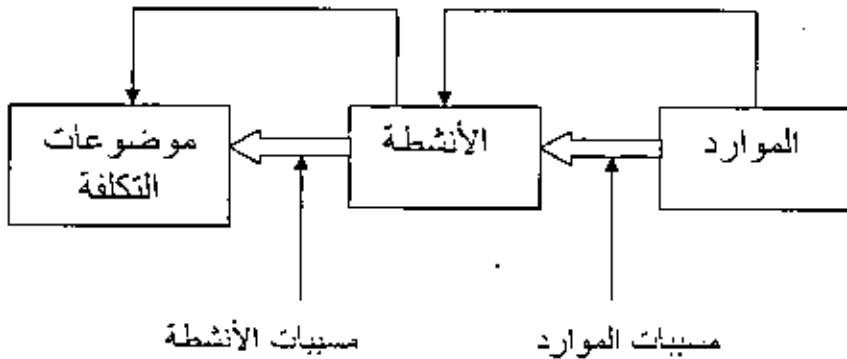 الموارد
الأنشطة
موضوعات
التكلفة
مسببات الموارد
مسببات الأنشطة